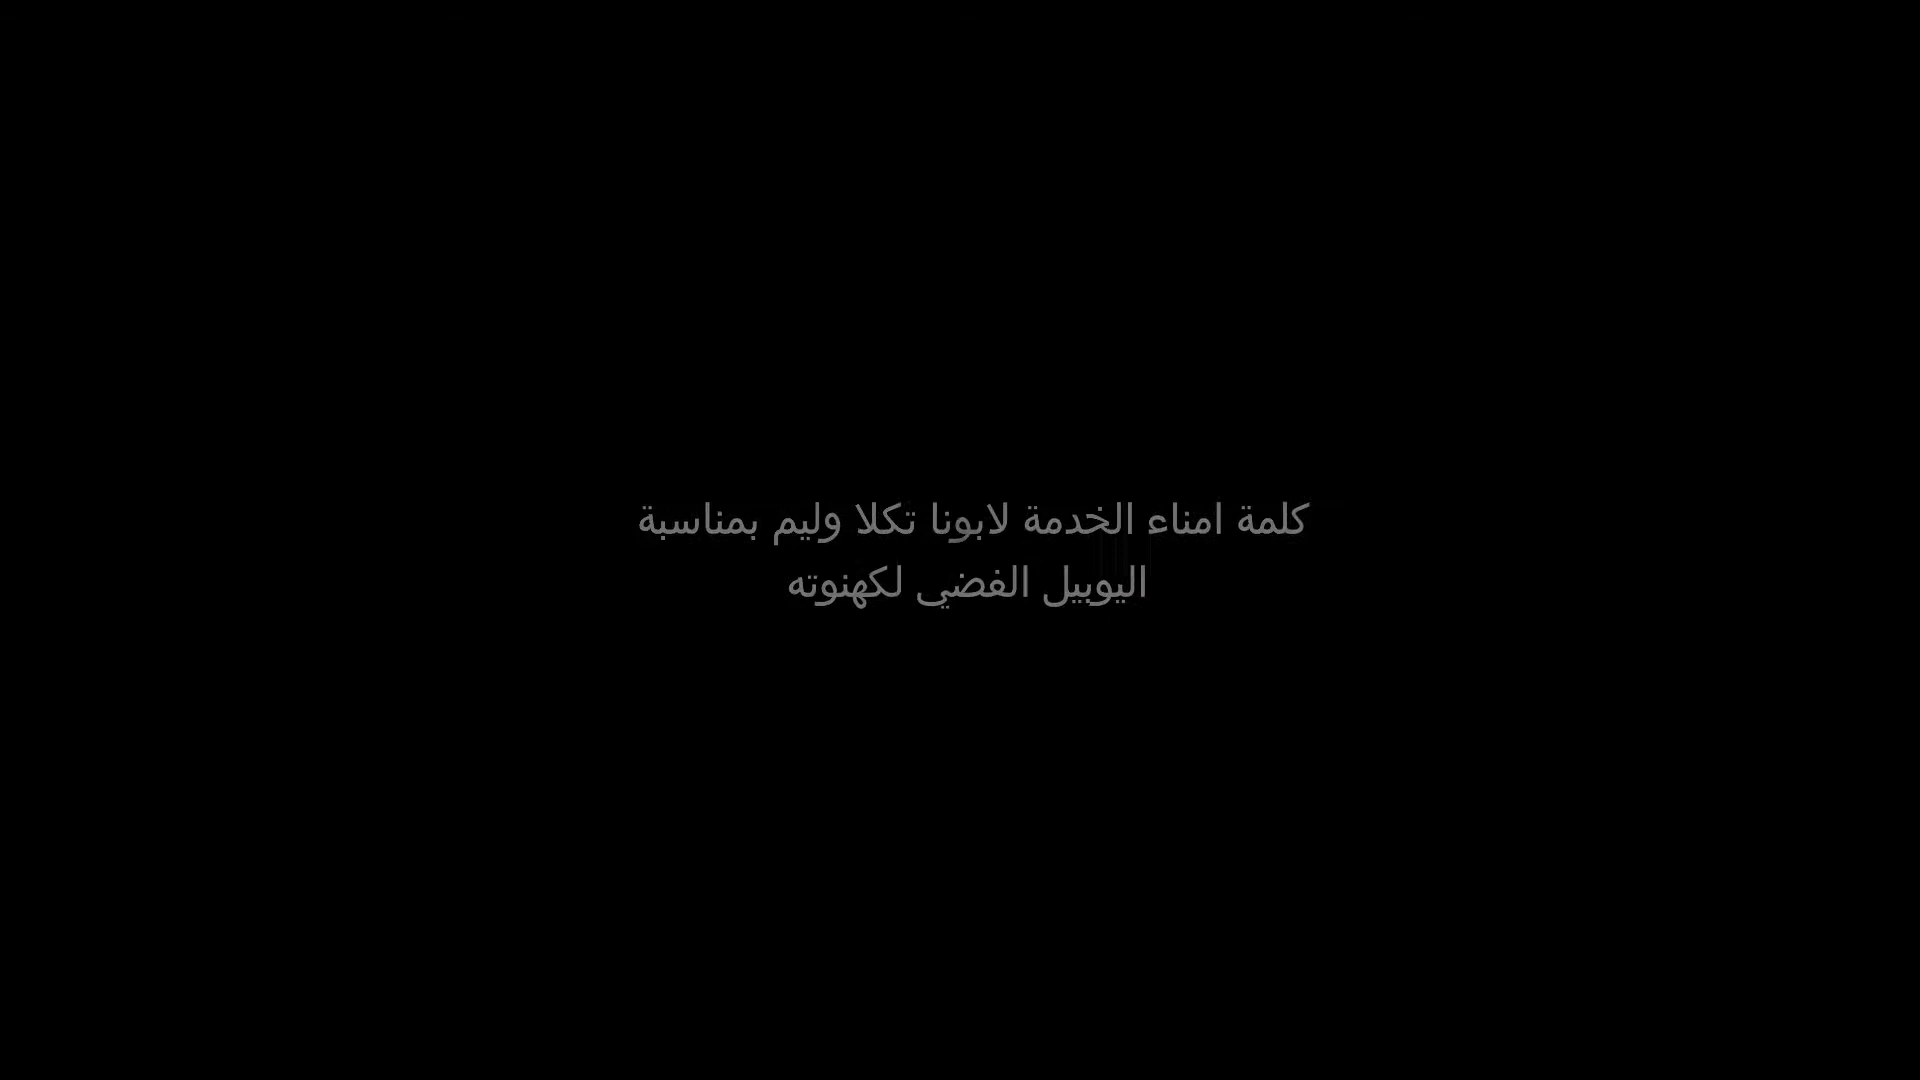 كلمة امناء الخدمة لابونا تكلا وليم بمناسبة
اليوبيل الفضي لكهنوته